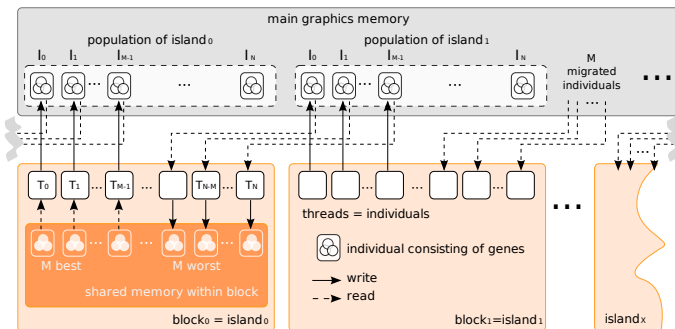 main graphics memory
population of island0
population of island1
I0 I1 IM-1 IN I0 I1 IM-1 IN
... ... ... ...
M
migrated
individuals
...
...
T0 T1 ... TM-1 ... TN-M ... TN
... ...
...
...
threads = individuals
... ... ...
individual consisting of genes
M best M worst
write
shared memory within block
read
block0 = island0 block1=island1 islandX